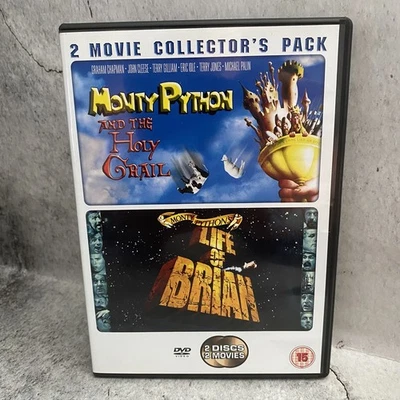 2 MOVIE COLLECTOR'S PACK
GRAHAM CHAPMAN • JOHN CLEESE • TERRY GILLIAM • ERIC IDLE • TERRY JONES • MICHAEL PALIN
MONTY PYTHON
AND THE
HOLY
GRAIL
MONTY PYTHON'S
LIFE
OF
BRIAN
DVD
VIDEO
2 DISCS
2 MOVIES
15